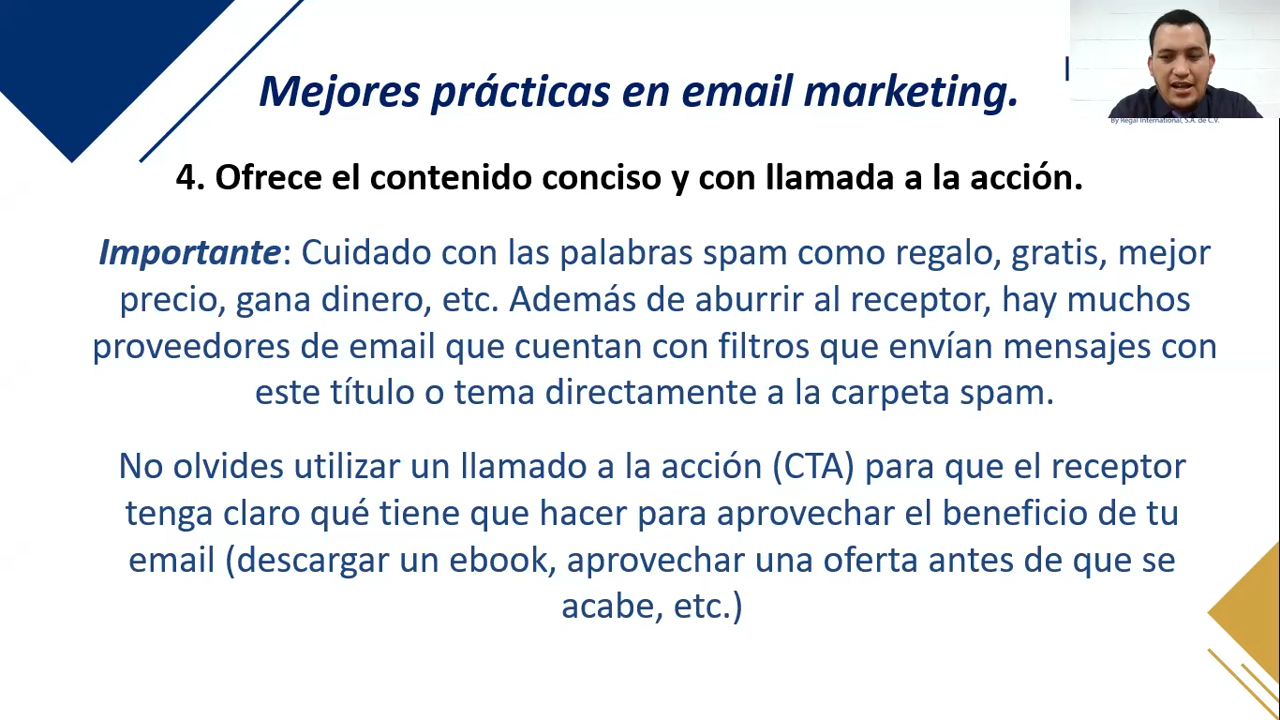 Mejores prácticas en email marketing.
By Regal International, S.A. de C.V.
4. Ofrece el contenido conciso y con llamada a la acción.
Importante: Cuidado con las palabras spam como regalo, gratis, mejor
precio, gana dinero, etc. Además de aburrir al receptor, hay muchos
proveedores de email que cuentan con filtros que envían mensajes con
este título o tema directamente a la carpeta spam.
No olvides utilizar un llamado a la acción (CTA) para que el receptor
tenga claro qué tiene que hacer para aprovechar el beneficio de tu
email (descargar un ebook, aprovechar una oferta antes de que se
acabe, etc.)